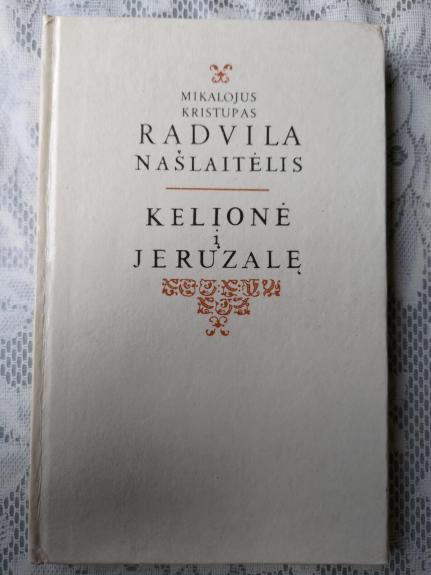 MIKALOJUS
KRISTUPAS
RADVILA
NAŠLAITĖLIS
KELIONĖ
į
JERUZALĘ